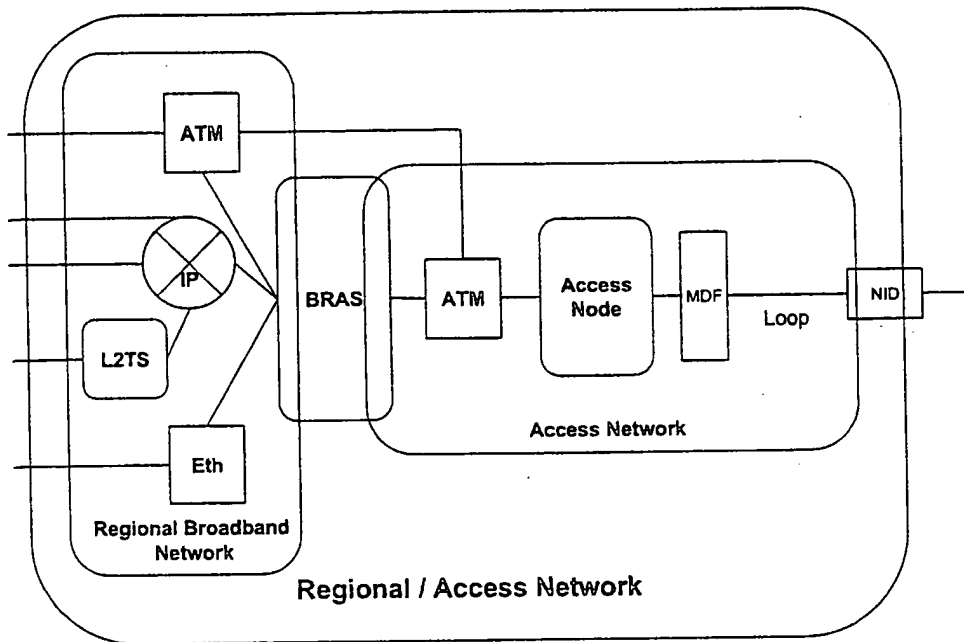 ATM
IP
BRAS
ATM
Access
Node
MDF
NID
Loop
L2TS
Access Network
Eth
Regional Broadband
Network
Regional / Access Network